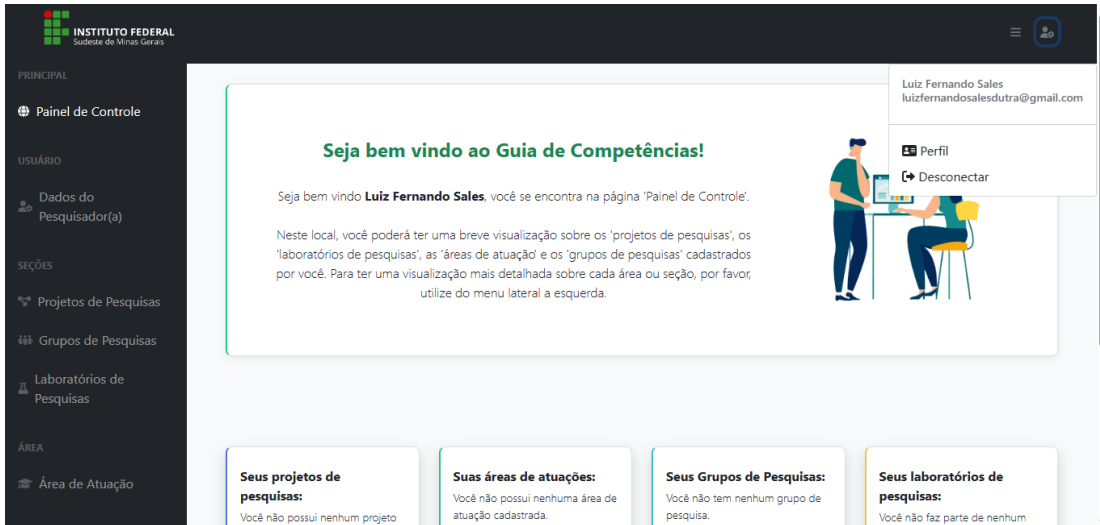 INSTITUTO FEDERAL
Sudeste de Minas Gerais
PRINCIPAL
Painel de Controle
USUÁRIO
Dados do
Pesquisador(a)
SEÇÕES
Projetos de Pesquisas
Grupos de Pesquisas
Laboratórios de
Pesquisas
ÁREA
Área de Atuação
Luiz Fernando Sales
luizfernandosalesdutra@gmail.com
Perfil
Desconectar
Seja bem vindo ao Guia de Competências!
Seja bem vindo Luiz Fernando Sales, você se encontra na página 'Painel de Controle'.
Neste local, você poderá ter uma breve visualização sobre os 'projetos de pesquisas', os
'laboratórios de pesquisas', as 'áreas de atuação' e os 'grupos de pesquisas' cadastrados
por você. Para ter uma visualização mais detalhada sobre cada área ou seção, por favor,
utilize do menu lateral a esquerda.
Seus projetos de
pesquisas:
Você não possui nenhum projeto
Suas áreas de atuações:
Você não possui nenhuma área de
atuação cadastrada.
Seus Grupos de Pesquisas:
Você não tem nenhum grupo de
pesquisa.
Seus laboratórios de
pesquisas:
Você não faz parte de nenhum